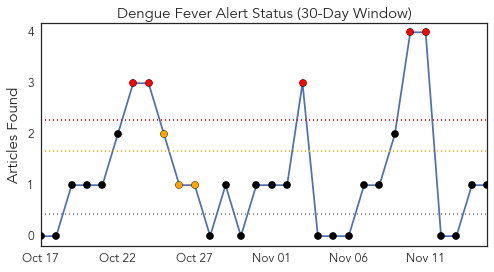 Dengue Fever Alert Status (30-Day Window)
Articles Found
4
3
2
1
0
Oct 17 Oct 22 Oct 27 Nov 01 Nov 06 Nov 11